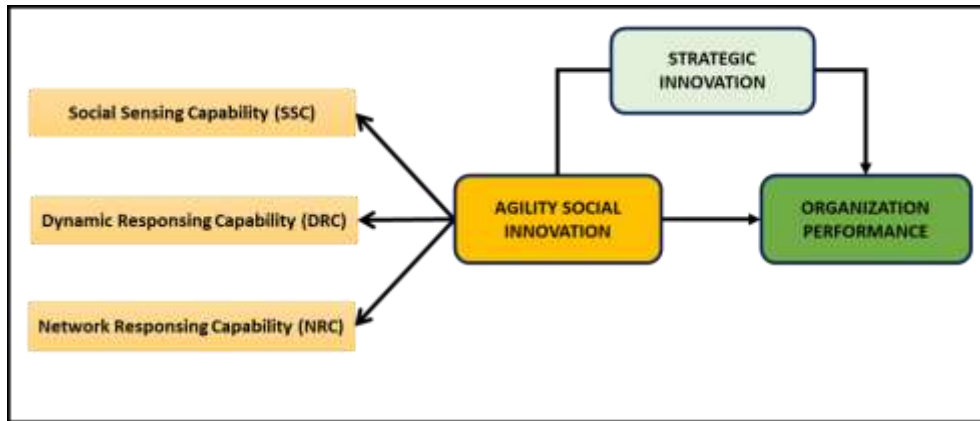 STRATEGIC
INNOVATION
Social Sensing Capability (SSC)
Dynamic Responsing Capability (DRC)
AGILITY SOCIAL
INNOVATION
ORGANIZATION
PERFORMANCE
Network Responsing Capability (NRC)